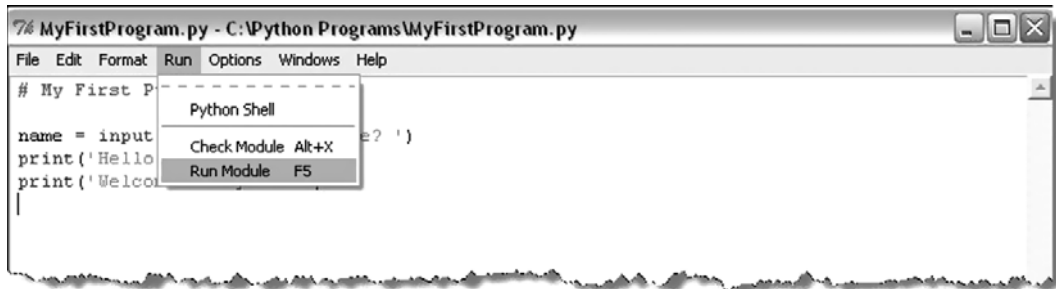 MyFirstProgram.py - C:\Python Programs\MyFirstProgram.py
File Edit Format Run Options Windows Help
# My First P
Python Shell
name = input e? ')
Check Module Alt+X
print('Hello
Run Module F5
print('Welcom